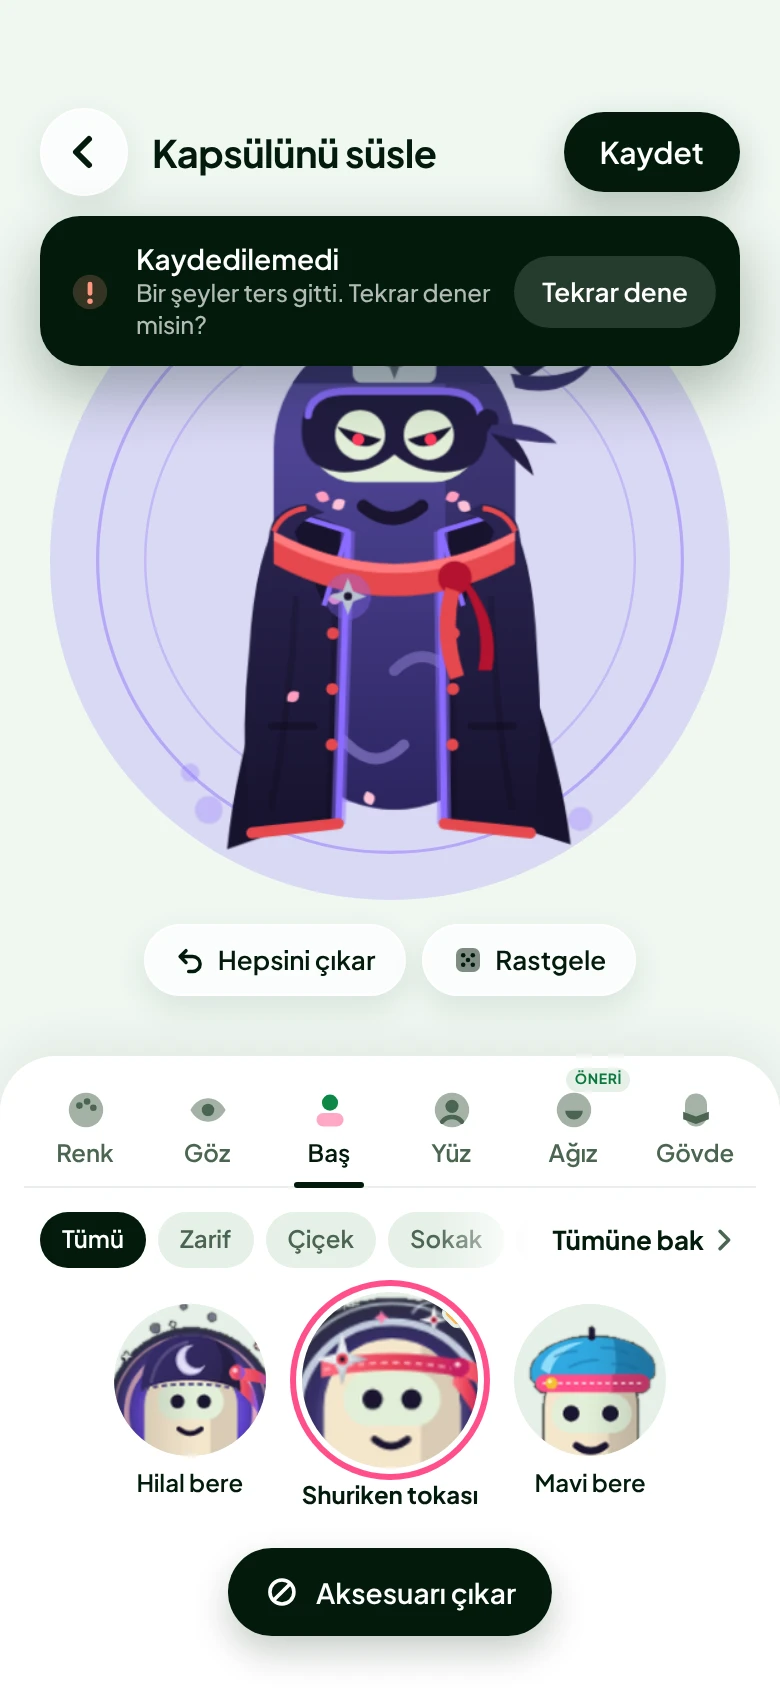 Kapsülünü süsle
Kaydet
Kaydedilemedi
Bir şeyler ters gitti. Tekrar dener
misin?
Tekrar dene
Hepsini çıkar
Rastgele
ÖNERİ
Renk
Göz
Baş
Yüz
Ağız
Gövde
Tümü
Zarif
Çiçek
Sokak
Tümüne bak
Hilal bere
Shuriken tokası
Mavi bere
Aksesuarı çıkar